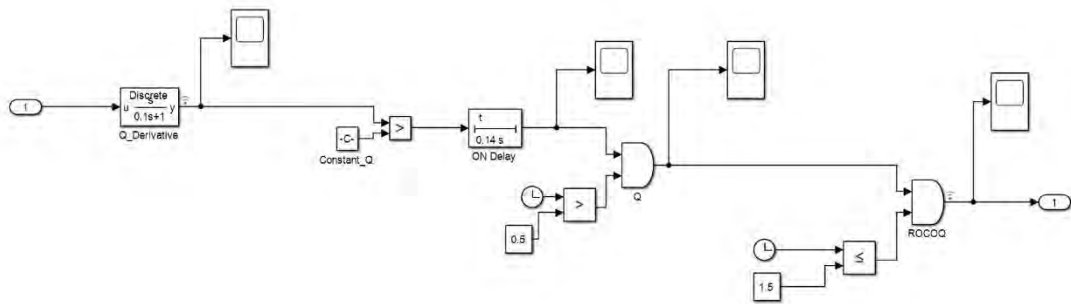 1
Discrete
u s y
0.1s+1
Q_Derivative
-C-
Constant_Q
>
t
0.14 s
ON Delay
>
0.5
Q
≤
1.5
ROCOQ
1